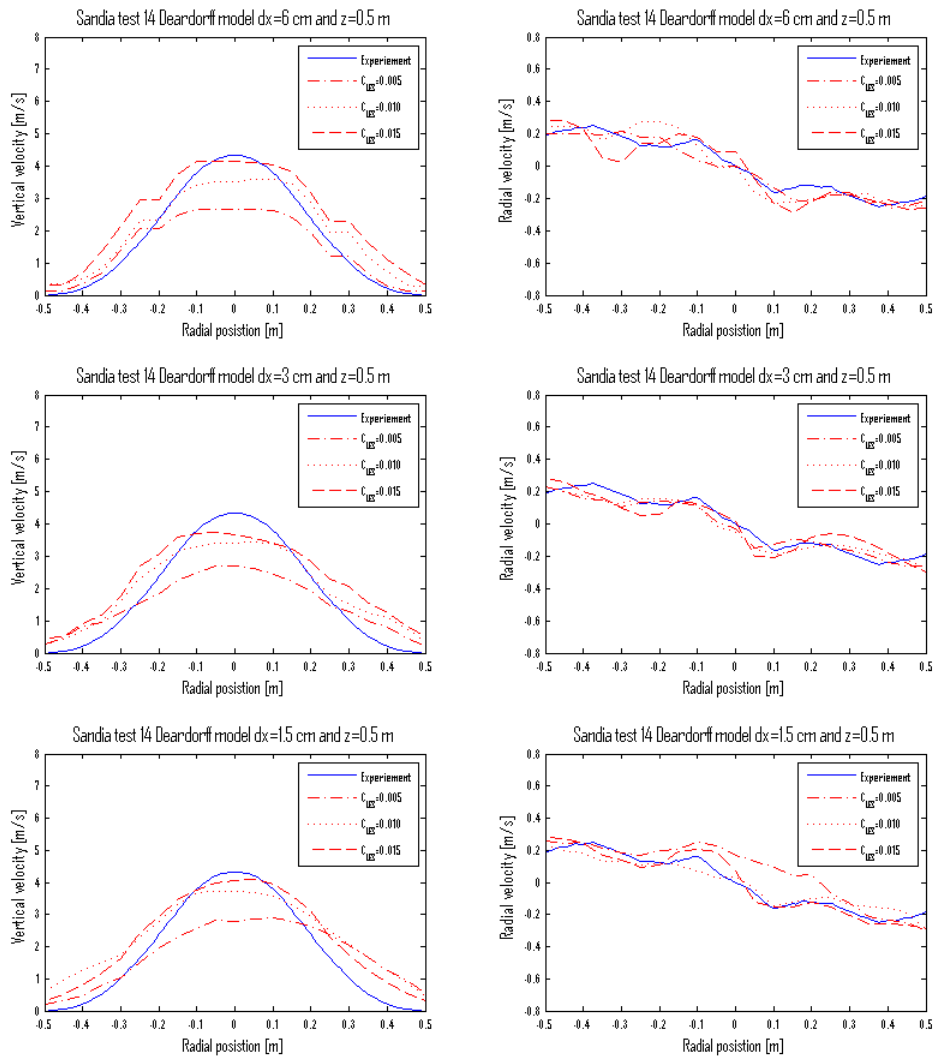 Sandia test 14 Deardorff model dx=6 cm and z=0.5 m
Vertical velocity [m/s]
8
7
6
5
4
3
2
1
0
Experiement
C_LES=0.005
C_LES=0.010
C_LES=0.015
-0.5 -0.4 -0.3 -0.2 -0.1 0 0.1 0.2 0.3 0.4 0.5
Radial posistion [m]
Sandia test 14 Deardorff model dx=6 cm and z=0.5 m
Radial velocity [m/s]
0.8
0.6
0.4
0.2
0
-0.2
-0.4
-0.6
-0.8
Experiement
C_LES=0.005
C_LES=0.010
C_LES=0.015
-0.5 -0.4 -0.3 -0.2 -0.1 0 0.1 0.2 0.3 0.4 0.5
Radial posistion [m]
Sandia test 14 Deardorff model dx=3 cm and z=0.5 m
Vertical velocity [m/s]
8
7
6
5
4
3
2
1
0
Experiement
C_LES=0.005
C_LES=0.010
C_LES=0.015
-0.5 -0.4 -0.3 -0.2 -0.1 0 0.1 0.2 0.3 0.4 0.5
Radial posistion [m]
Sandia test 14 Deardorff model dx=3 cm and z=0.5 m
Radial velocity [m/s]
0.8
0.6
0.4
0.2
0
-0.2
-0.4
-0.6
-0.8
Experiement
C_LES=0.005
C_LES=0.010
C_LES=0.015
-0.5 -0.4 -0.3 -0.2 -0.1 0 0.1 0.2 0.3 0.4 0.5
Radial posistion [m]
Sandia test 14 Deardorff model dx=1.5 cm and z=0.5 m
Vertical velocity [m/s]
8
7
6
5
4
3
2
1
0
Experiement
C_LES=0.005
C_LES=0.010
C_LES=0.015
-0.5 -0.4 -0.3 -0.2 -0.1 0 0.1 0.2 0.3 0.4 0.5
Radial posistion [m]
Sandia test 14 Deardorff model dx=1.5 cm and z=0.5 m
Radial velocity [m/s]
0.8
0.6
0.4
0.2
0
-0.2
-0.4
-0.6
-0.8
Experiement
C_LES=0.005
C_LES=0.010
C_LES=0.015
-0.5 -0.4 -0.3 -0.2 -0.1 0 0.1 0.2 0.3 0.4 0.5
Radial posistion [m]